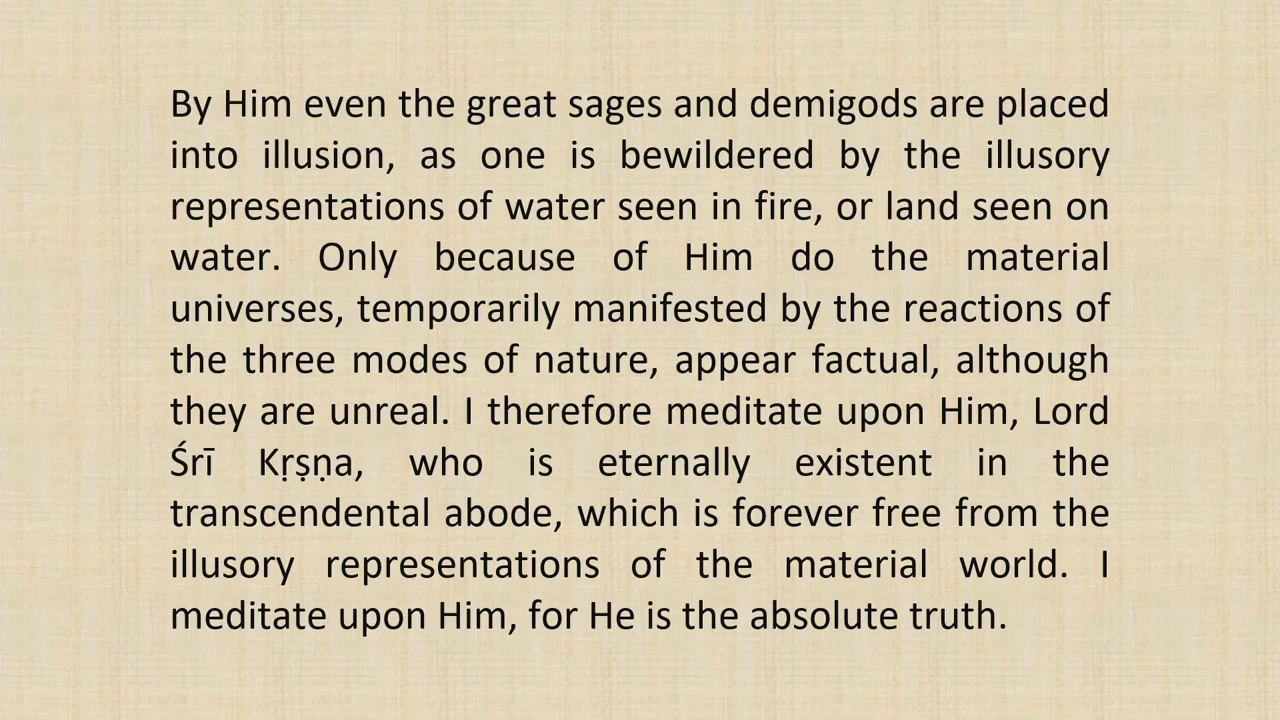 By Him even the great sages and demigods are placed
into illusion, as one is bewildered by the illusory
representations of water seen in fire, or land seen on
water. Only because of Him do the material
universes, temporarily manifested by the reactions of
the three modes of nature, appear factual, although
they are unreal. I therefore meditate upon Him, Lord
Śrī Kṛṣṇa, who is eternally existent in the
transcendental abode, which is forever free from the
illusory representations of the material world. I
meditate upon Him, for He is the absolute truth.